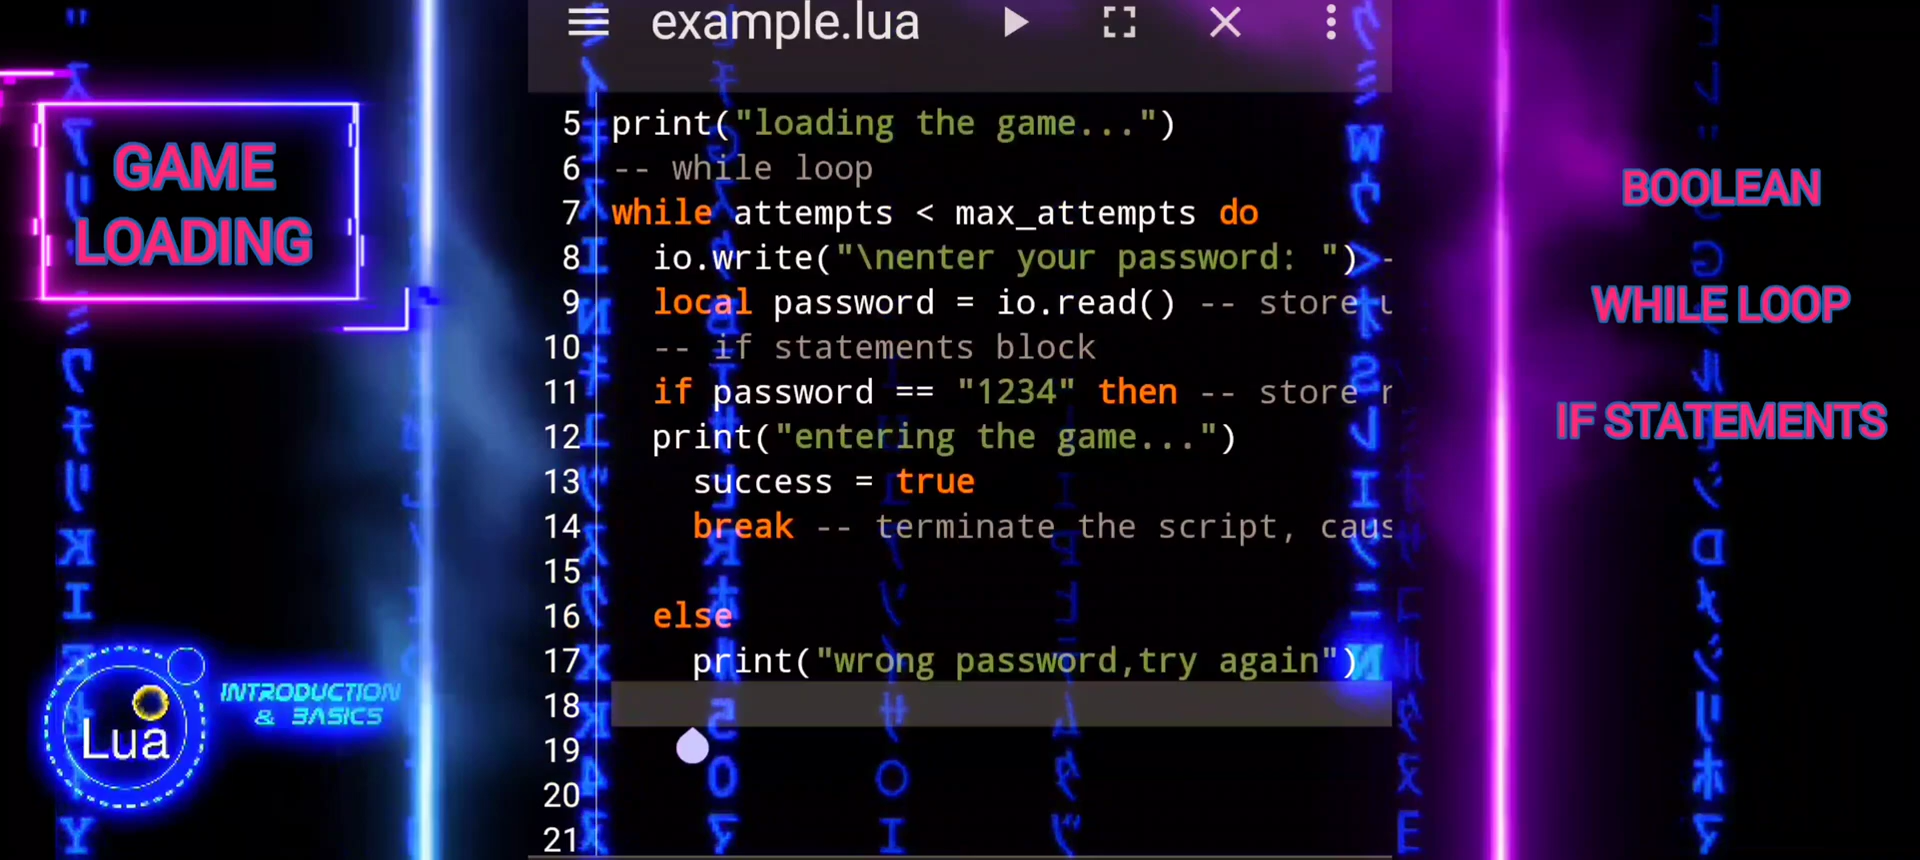 GAME
LOADING
Lua
INTRODUCTION
& BASICS
example.lua
5 print("loading the game...")
6 -- while loop
7 while attempts < max_attempts do
8 io.write("\nenter your password: ") -
9 local password = io.read() -- store u
10 -- if statements block
11 if password == "1234" then -- store r
12 print("entering the game...")
13 success = true
14 break -- terminate the script, caus
15
16 else
17 print("wrong password,try again")
18
19
20
21
BOOLEAN
WHILE LOOP
IF STATEMENTS